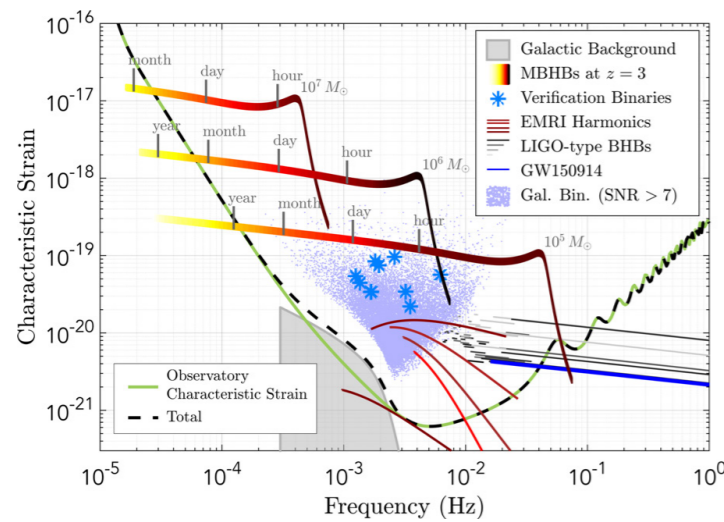 10^-16
10^-17
10^-18
10^-19
10^-20
10^-21
Characteristic Strain
month
day
hour
10^7 M☉
year
month
day
hour
10^6 M☉
year
month
day
hour
10^5 M☉
Galactic Background
MBHBs at z = 3
Verification Binaries
EMRI Harmonics
LIGO-type BHBs
GW150914
Gal. Bin. (SNR > 7)
Observatory
Characteristic Strain
Total
10^-5
10^-4
10^-3
10^-2
10^-1
10^0
Frequency (Hz)